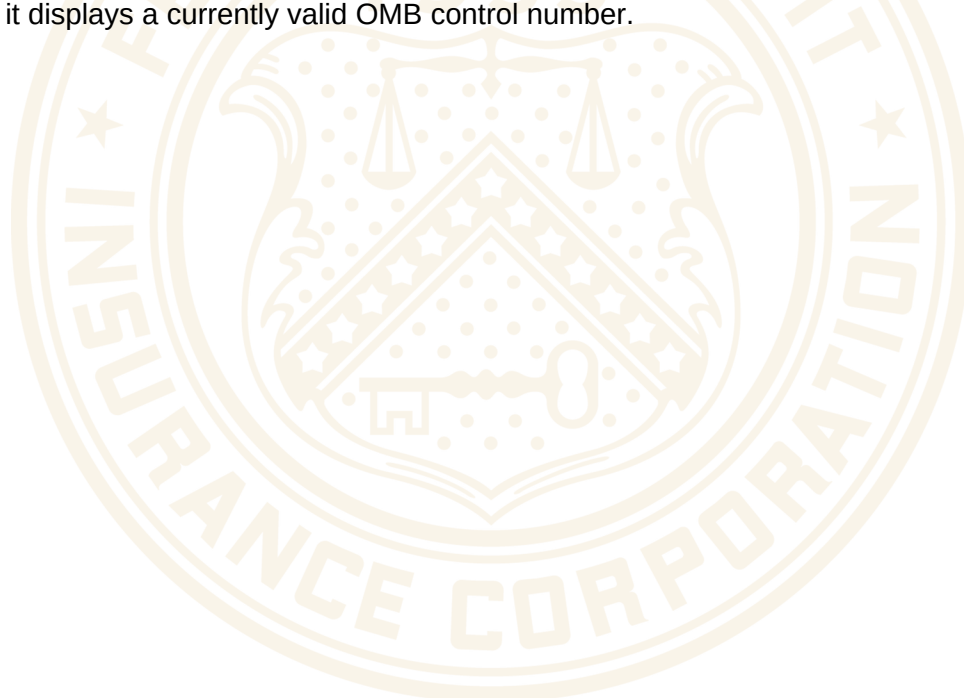 it displays a currently valid OMB control number.
INSURANCE CORPORATION